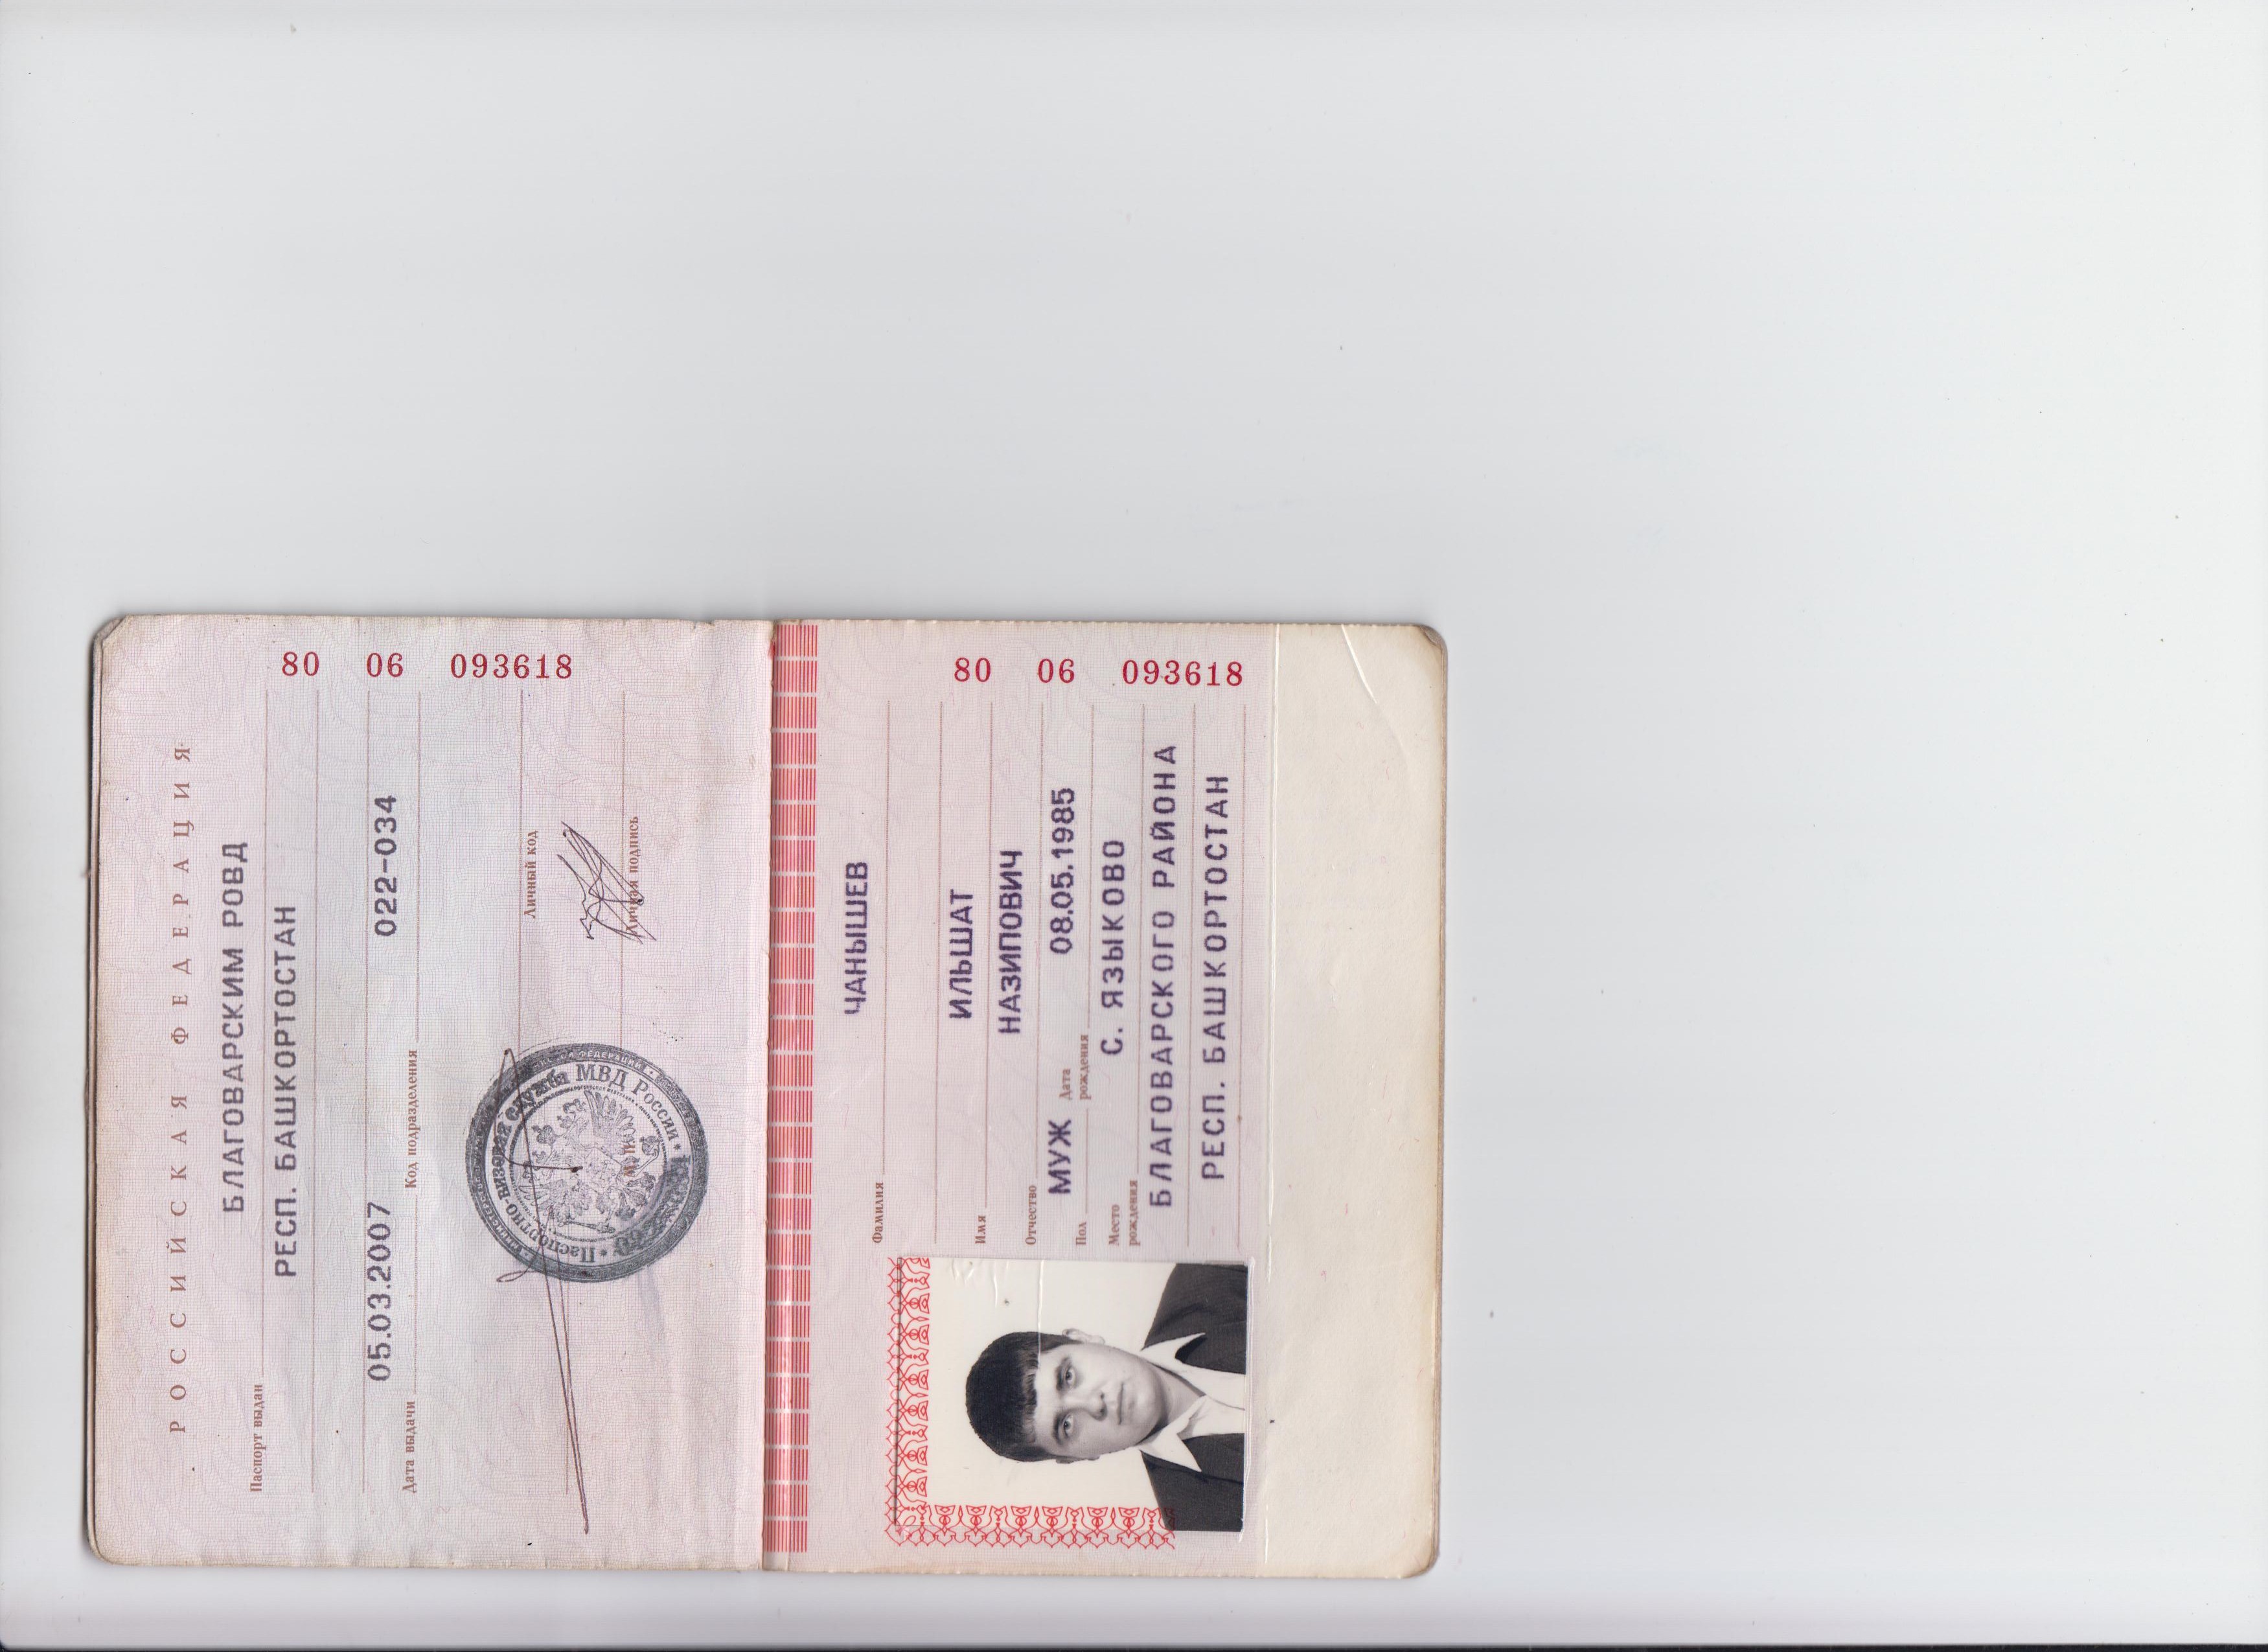 РОССИЙСКАЯ ФЕДЕРАЦИЯ
Паспорт выдан
БЛАГОВАРСКИМ РОВД
РЕСП. БАШКОРТОСТАН
05.03.2007
022-034
Дата выдачи
Код подразделения
Личный код
Личная подпись
Паспортно-визовая служба МВД России
М.П.
80 06 093618
ЧАНЫШЕВ
Фамилия
ИЛЬШАТ
Имя
НАЗИПОВИЧ
Отчество
МУЖ
08.05.1985
Пол
Дата рождения
С. ЯЗЫКОВО
Место рождения
БЛАГОВАРСКОГО РАЙОНА
РЕСП. БАШКОРТОСТАН
80 06 093618